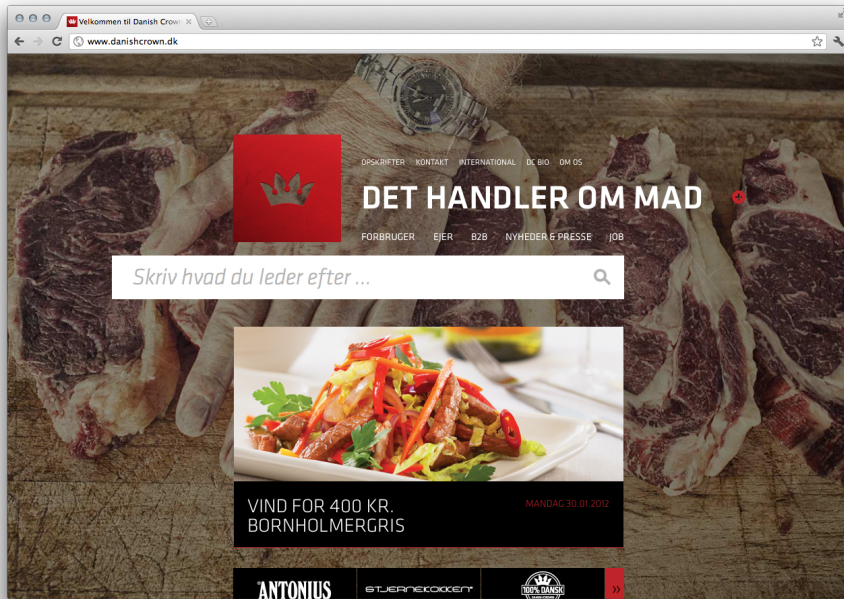 Velkommen til Danish Crown
www.danishcrown.dk
OPSKRIFTER KONTAKT INTERNATIONAL DC BIO OM OS
DET HANDLER OM MAD
FORBRUGER EJER B2B NYHEDER & PRESSE JOB
Skriv hvad du leder efter ...
VIND FOR 400 KR.
BORNHOLMERGRIS
MANDAG 30.01.2012
ANTONIUS STJERNEKOKKEN 100% DANSK